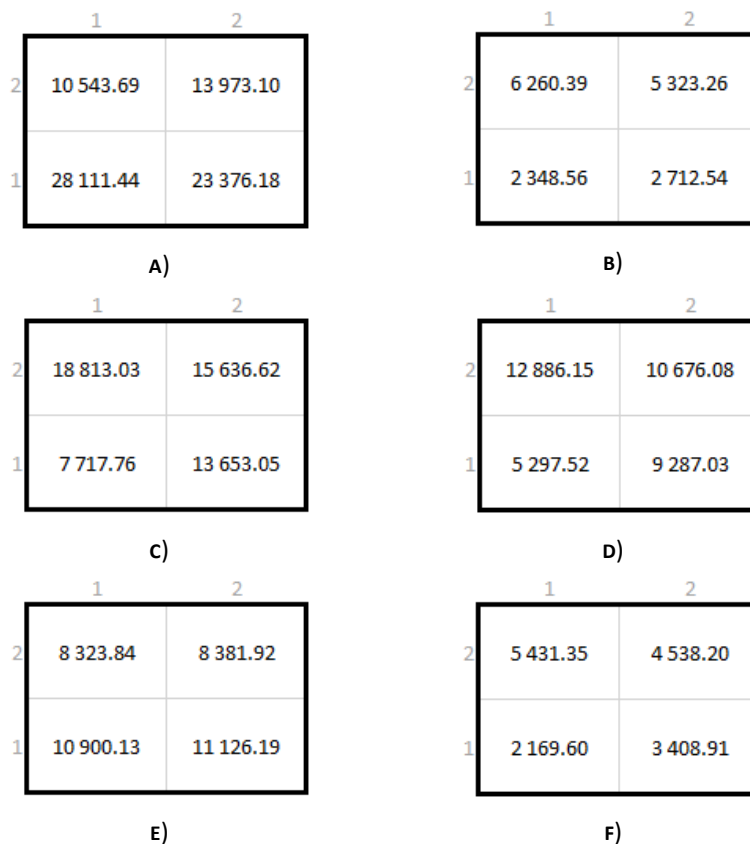 1 2
2 10 543.69 13 973.10
1 28 111.44 23 376.18
A)
1 2
2 6 260.39 5 323.26
1 2 348.56 2 712.54
B)
1 2
2 18 813.03 15 636.62
1 7 717.76 13 653.05
C)
1 2
2 12 886.15 10 676.08
1 5 297.52 9 287.03
D)
1 2
2 8 323.84 8 381.92
1 10 900.13 11 126.19
E)
1 2
2 5 431.35 4 538.20
1 2 169.60 3 408.91
F)